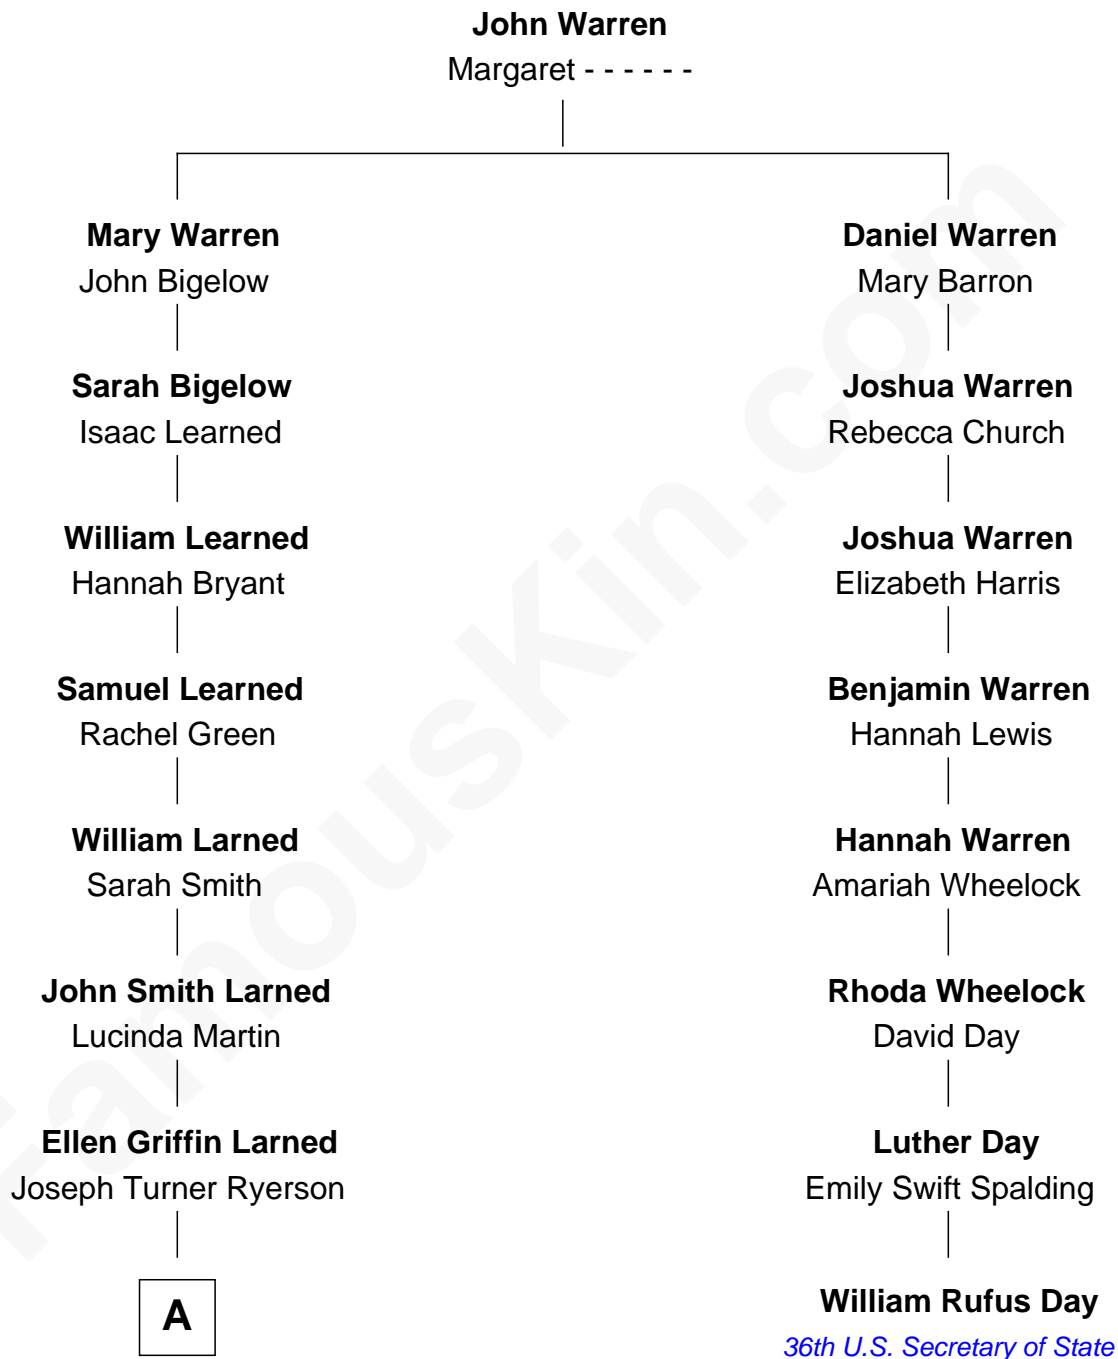 John Warren
Margaret - - - - - -
Mary Warren
John Bigelow
Daniel Warren
Mary Barron
Sarah Bigelow
Isaac Learned
Joshua Warren
Rebecca Church
William Learned
Hannah Bryant
Joshua Warren
Elizabeth Harris
Samuel Learned
Rachel Green
Benjamin Warren
Hannah Lewis
William Larned
Sarah Smith
Hannah Warren
Amariah Wheelock
John Smith Larned
Lucinda Martin
Rhoda Wheelock
David Day
Ellen Griffin Larned
Joseph Turner Ryerson
Luther Day
Emily Swift Spalding
A
William Rufus Day
36th U.S. Secretary of State
FamousKin.com